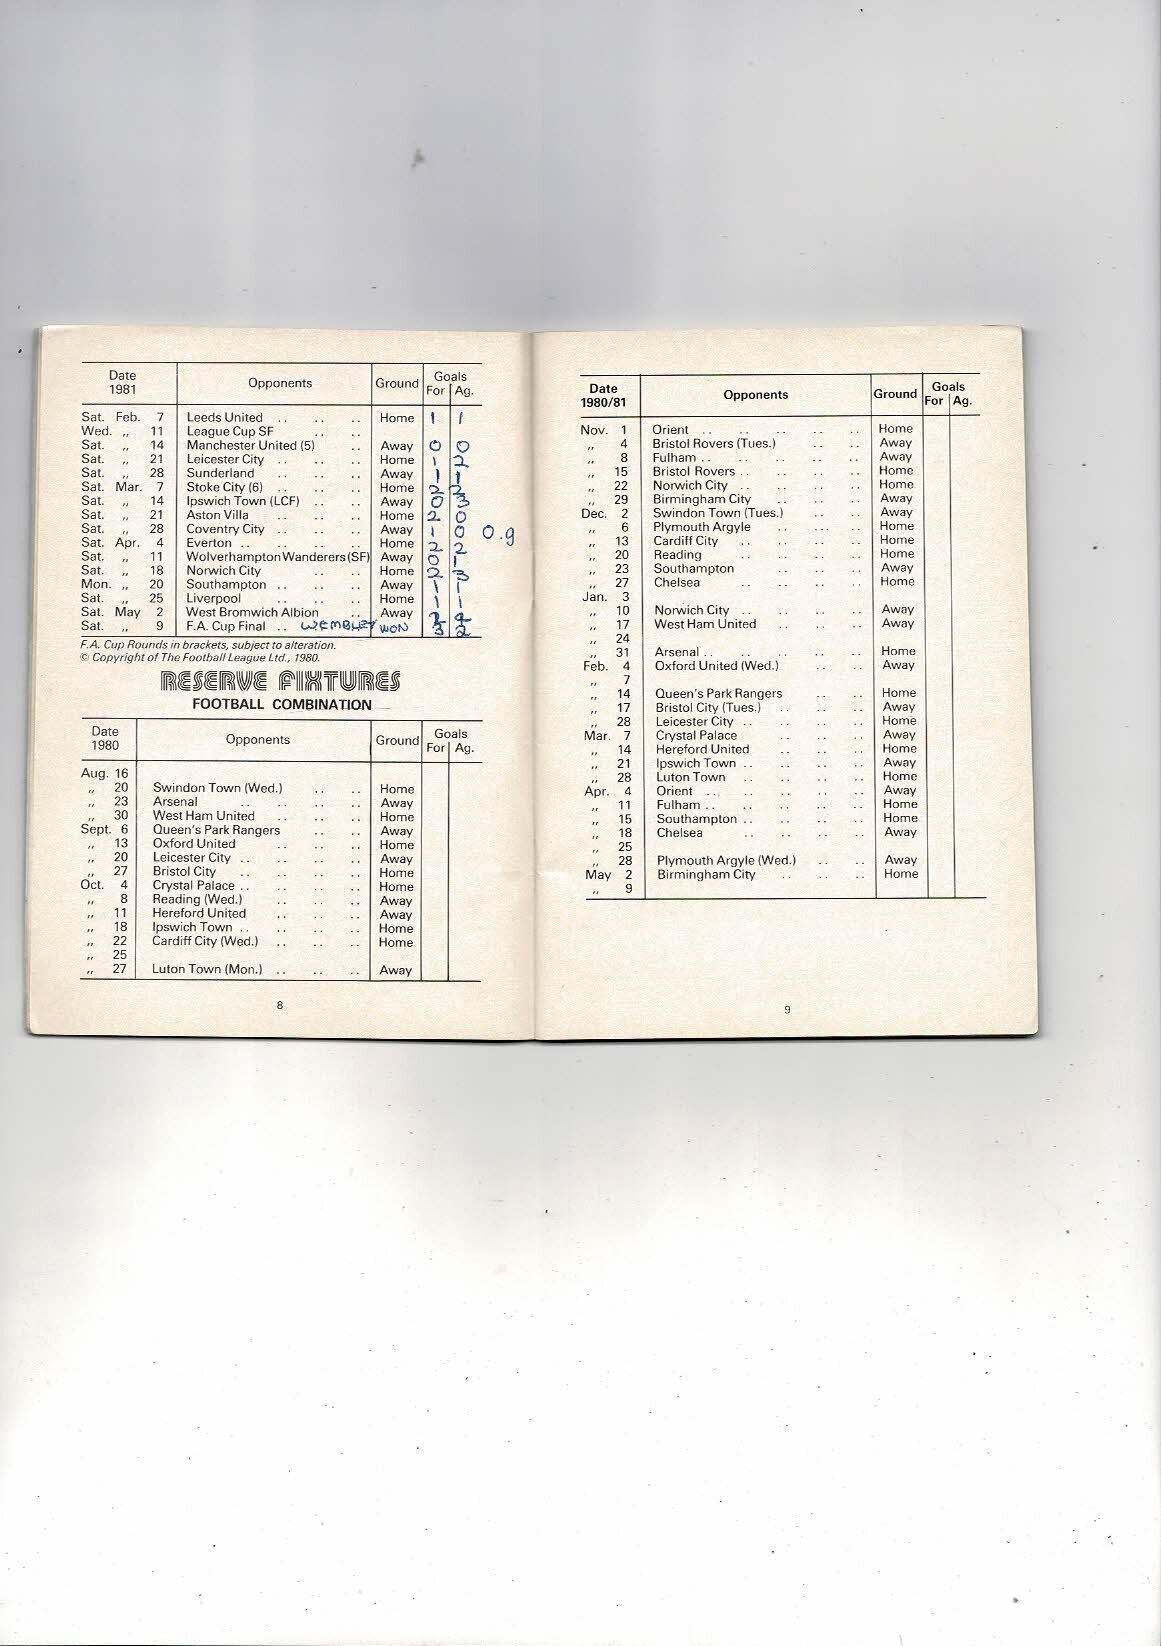 Date 1981 Opponents Ground Goals For Ag.
Sat. Feb. 7 Leeds United .. .. .. Home 1 1
Wed. ,, 11 League Cup SF .. ..
Sat. ,, 14 Manchester United (5) .. Away 0 0
Sat. ,, 21 Leicester City .. .. .. Home 1 2
Sat. ,, 28 Sunderland .. .. .. Away 1 1
Sat. Mar. 7 Stoke City (6) .. .. .. Home 2 2
Sat. ,, 14 Ipswich Town (LCF) .. .. Away 0 3
Sat. ,, 21 Aston Villa .. .. .. Home 2 0
Sat. ,, 28 Coventry City .. .. .. Away 1 0 O.g
Sat. Apr. 4 Everton .. .. .. .. Home 2 2
Sat. ,, 11 Wolverhampton Wanderers (SF) Away 0 1
Sat. ,, 18 Norwich City .. .. Home 2 3
Mon. ,, 20 Southampton .. .. .. Away 1 1
Sat. ,, 25 Liverpool .. .. .. Home 1 1
Sat. May 2 West Bromwich Albion .. Away
Sat. ,, 9 F.A. Cup Final .. WEMBLEY WON 3 2
F.A. Cup Rounds in brackets, subject to alteration.
© Copyright of The Football League Ltd., 1980.
RESERVE FIXTURES
FOOTBALL COMBINATION
Date 1980 Opponents Ground Goals For Ag.
Aug. 16
,, 20 Swindon Town (Wed.) .. .. Home
,, 23 Arsenal .. .. .. .. Away
,, 30 West Ham United .. .. .. Home
Sept. 6 Queen's Park Rangers .. .. Away
,, 13 Oxford United .. .. .. Home
,, 20 Leicester City .. .. .. .. Away
,, 27 Bristol City .. .. .. .. Home
Oct. 4 Crystal Palace .. .. .. .. Home
,, 8 Reading (Wed.) .. .. .. Away
,, 11 Hereford United .. .. .. Away
,, 18 Ipswich Town .. .. .. .. Home
,, 22 Cardiff City (Wed.) .. .. .. Home
,, 25
,, 27 Luton Town (Mon.) .. .. .. Away
8
Date 1980/81 Opponents Ground Goals For Ag.
Nov. 1 Orient .. .. .. .. .. Home
,, 4 Bristol Rovers (Tues.) .. .. Away
,, 8 Fulham .. .. .. .. .. Away
,, 15 Bristol Rovers .. .. .. .. Home
,, 22 Norwich City .. .. .. .. Home
,, 29 Birmingham City .. .. .. Away
Dec. 2 Swindon Town (Tues.) .. .. Away
,, 6 Plymouth Argyle .. .. .. Home
,, 13 Cardiff City .. .. .. .. Home
,, 20 Reading .. .. .. .. Home
,, 23 Southampton .. .. .. Away
,, 27 Chelsea .. .. .. .. Home
Jan. 3
,, 10 Norwich City .. .. .. .. Away
,, 17 West Ham United .. .. .. Away
,, 24
,, 31 Arsenal .. .. .. .. .. Home
Feb. 4 Oxford United (Wed.) .. .. Away
,, 7
,, 14 Queen's Park Rangers .. .. Home
,, 17 Bristol City (Tues.) .. .. .. Away
,, 28 Leicester City .. .. .. .. Home
Mar. 7 Crystal Palace .. .. .. Away
,, 14 Hereford United .. .. .. Home
,, 21 Ipswich Town .. .. .. .. Away
,, 28 Luton Town .. .. .. .. Home
Apr. 4 Orient .. .. .. .. .. Away
,, 11 Fulham .. .. .. .. .. Home
,, 15 Southampton .. .. .. .. Home
,, 18 Chelsea .. .. .. .. Away
,, 25
,, 28 Plymouth Argyle (Wed.) .. .. Away
May 2 Birmingham City .. .. .. Home
,, 9
9